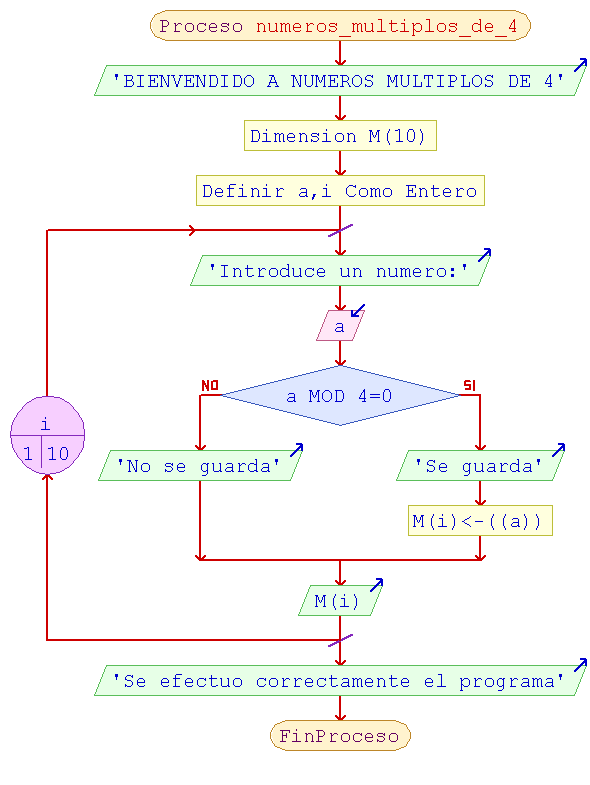 Proceso numeros_multiplos_de_4
'BIENVENDIDO A NUMEROS MULTIPLOS DE 4'
Dimension M(10)
Definir a,i Como Entero
'Introduce un numero:'
a
a MOD 4=0
NO
SI
i
1
10
'No se guarda'
'Se guarda'
M(i)<-((a))
M(i)
'Se efectuo correctamente el programa'
FinProceso